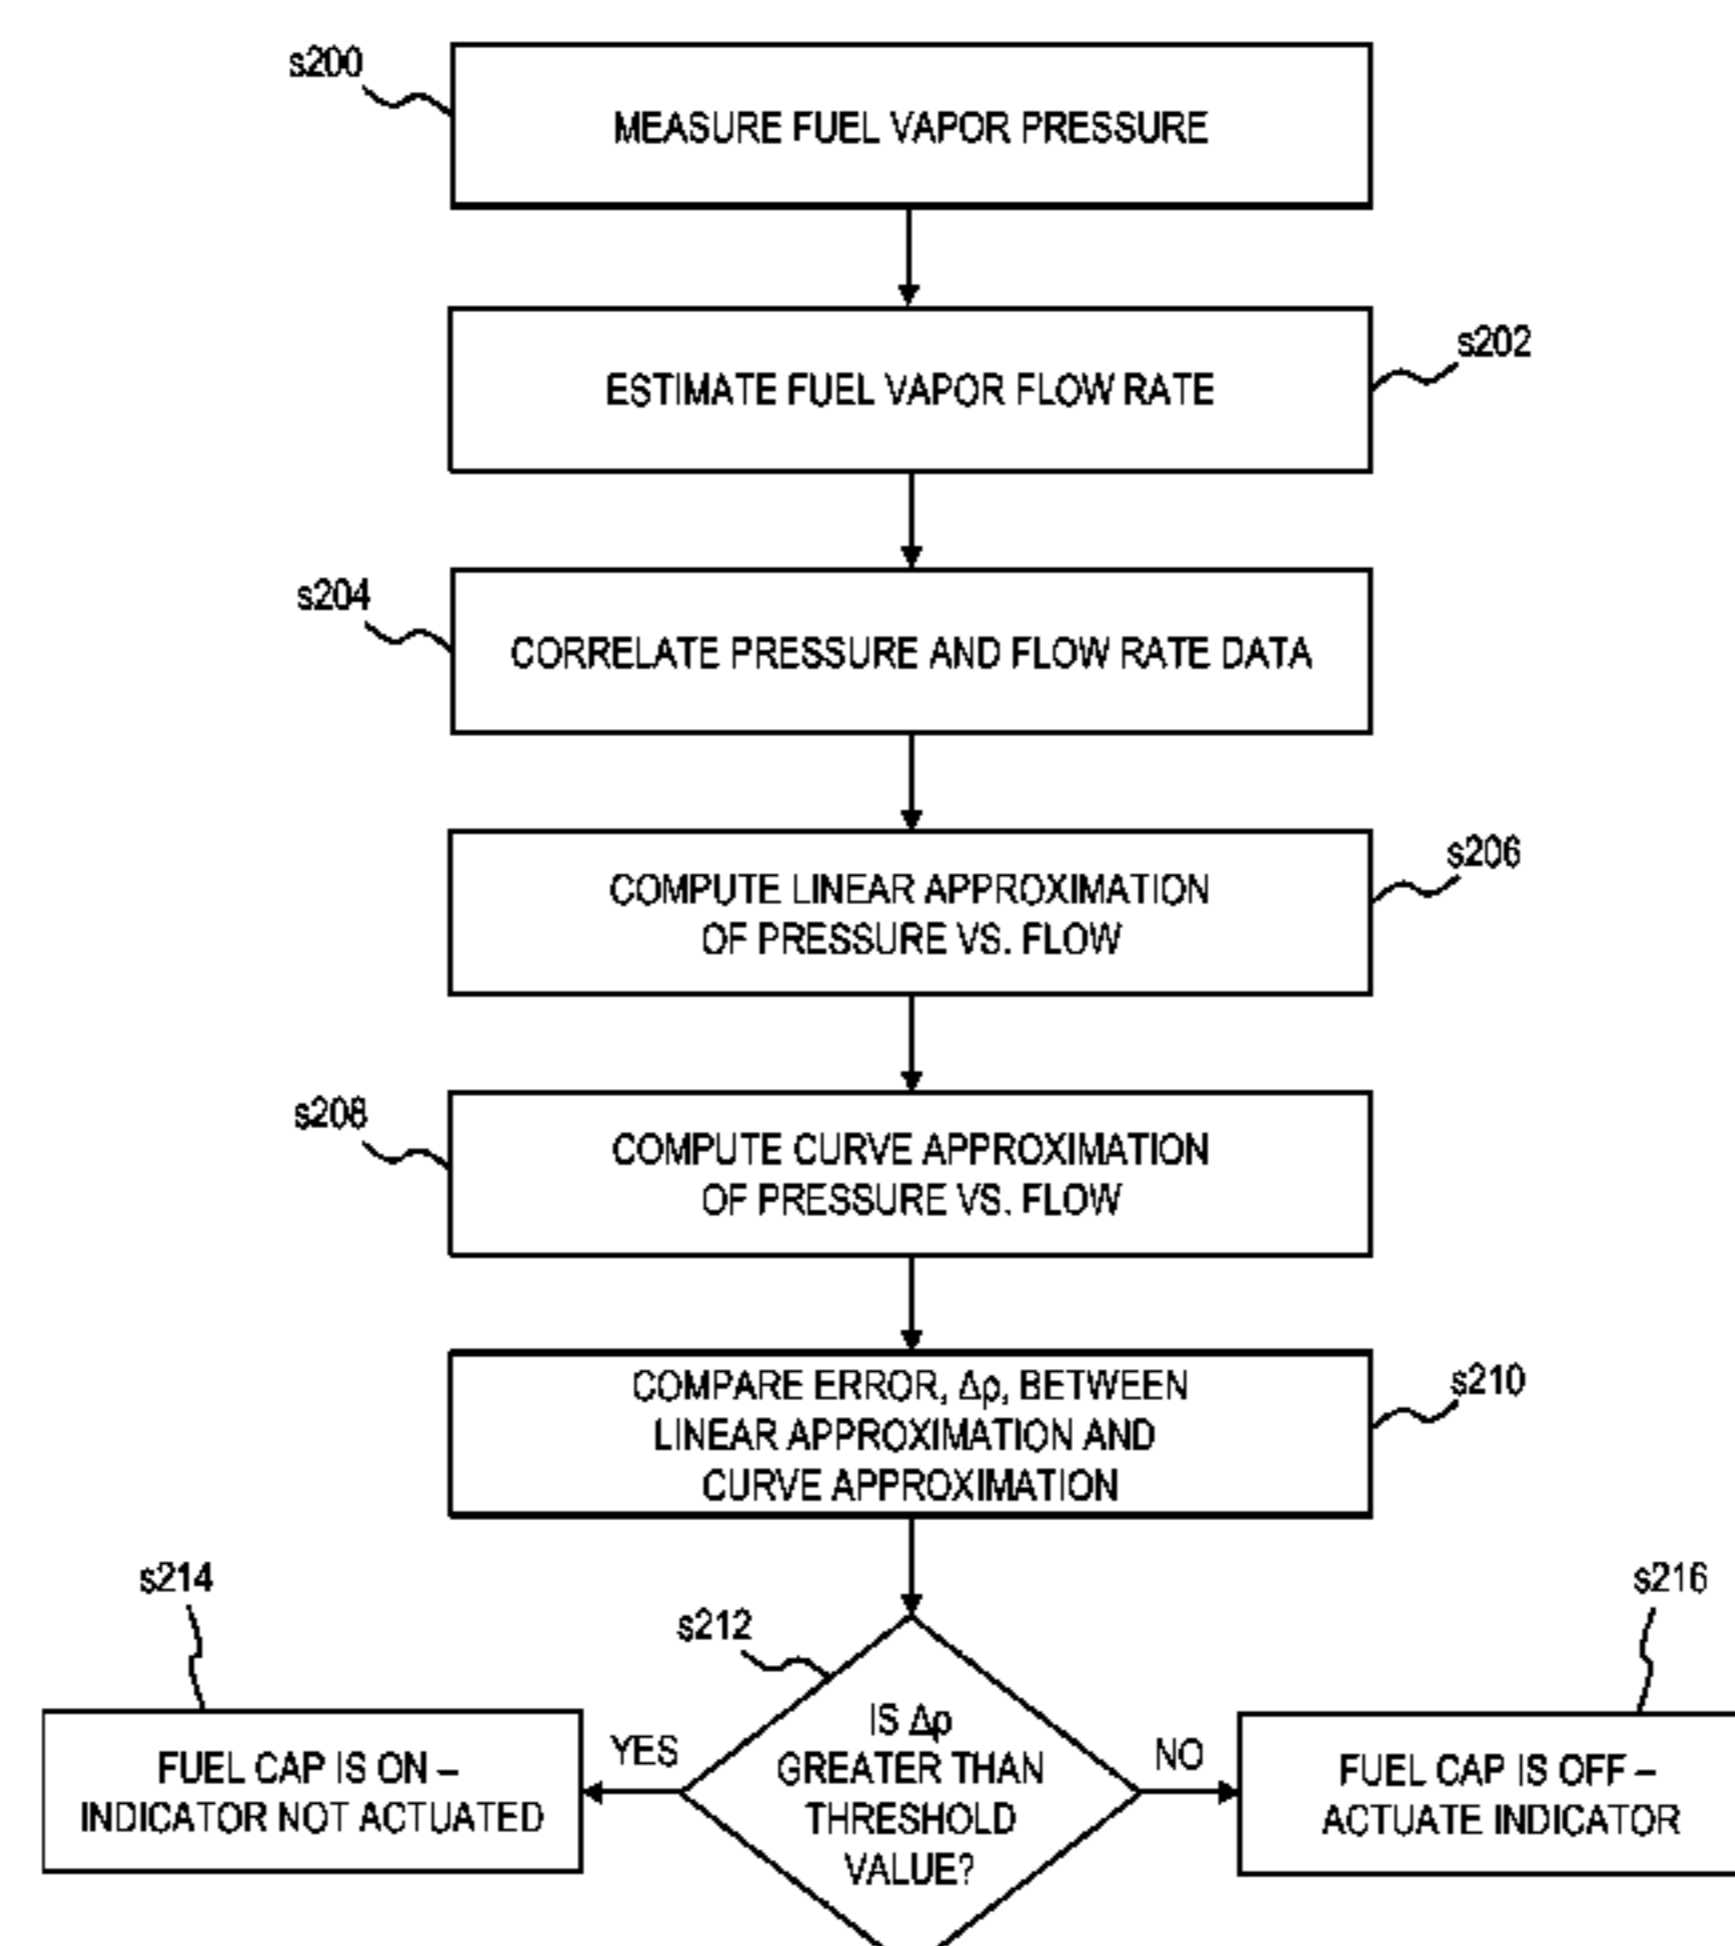 s200
MEASURE FUEL VAPOR PRESSURE
ESTIMATE FUEL VAPOR FLOW RATE
s202
s204
CORRELATE PRESSURE AND FLOW RATE DATA
COMPUTE LINEAR APPROXIMATION
OF PRESSURE VS. FLOW
s206
s208
COMPUTE CURVE APPROXIMATION
OF PRESSURE VS. FLOW
COMPARE ERROR, Δρ, BETWEEN
LINEAR APPROXIMATION AND
CURVE APPROXIMATION
s210
s212
IS Δρ
GREATER THAN
THRESHOLD
VALUE?
YES
s214
FUEL CAP IS ON –
INDICATOR NOT ACTUATED
NO
s216
FUEL CAP IS OFF –
ACTUATE INDICATOR